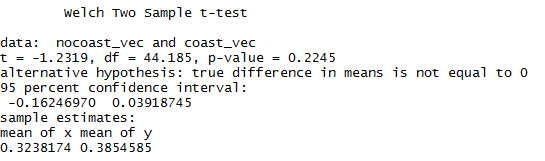 Welch Two Sample t-test
data:  nocoast_vec and coast_vec
t = -1.2319, df = 44.185, p-value = 0.2245
alternative hypothesis: true difference in means is not equal to 0
95 percent confidence interval:
 -0.16246970  0.03918745
sample estimates:
mean of x mean of y
0.3238174 0.3854585